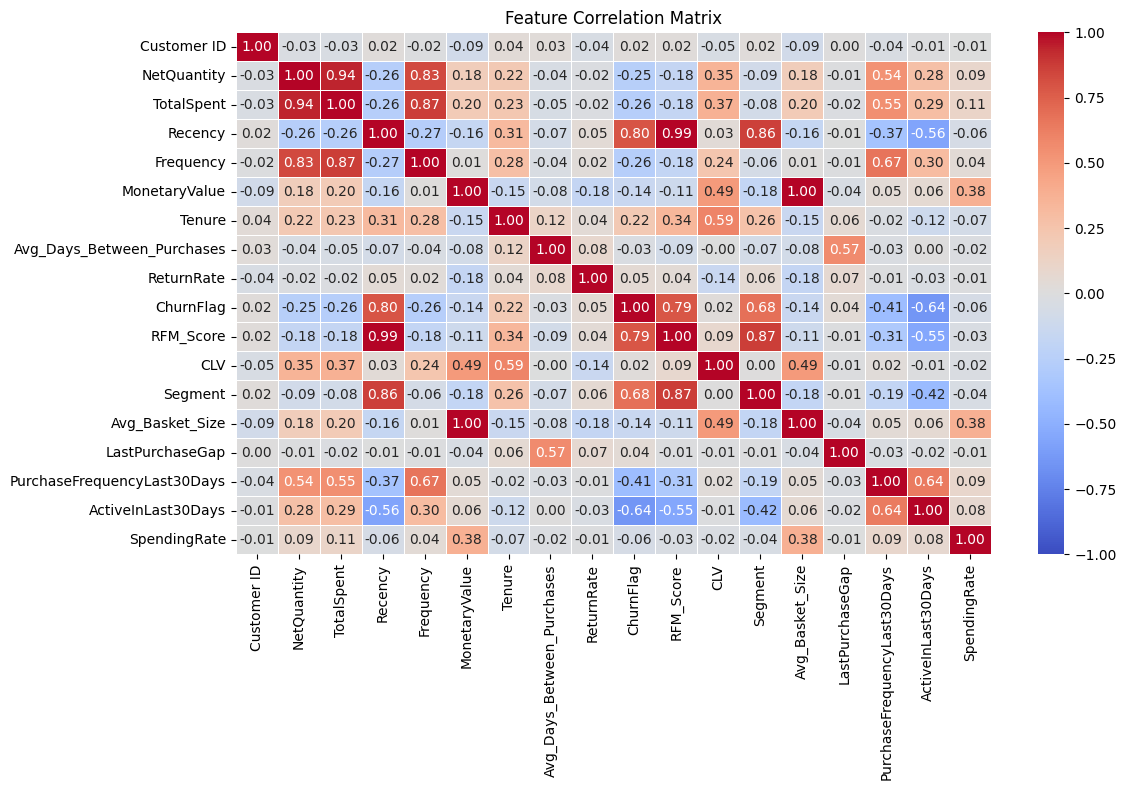 Feature Correlation Matrix
Customer ID 1.00 -0.03 -0.03 0.02 -0.02 -0.09 0.04 0.03 -0.04 0.02 0.02 -0.05 0.02 -0.09 0.00 -0.04 -0.01 -0.01
NetQuantity -0.03 1.00 0.94 -0.26 0.83 0.18 0.22 -0.04 -0.02 -0.25 -0.18 0.35 -0.09 0.18 -0.01 0.54 0.28 0.09
TotalSpent -0.03 0.94 1.00 -0.26 0.87 0.20 0.23 -0.05 -0.02 -0.26 -0.18 0.37 -0.08 0.20 -0.02 0.55 0.29 0.11
Recency 0.02 -0.26 -0.26 1.00 -0.27 -0.16 0.31 -0.07 0.05 0.80 0.99 0.03 0.86 -0.16 -0.01 -0.37 -0.56 -0.06
Frequency -0.02 0.83 0.87 -0.27 1.00 0.01 0.28 -0.04 0.02 -0.26 -0.18 0.24 -0.06 0.01 -0.01 0.67 0.30 0.04
MonetaryValue -0.09 0.18 0.20 -0.16 0.01 1.00 -0.15 -0.08 -0.18 -0.14 -0.11 0.49 -0.18 1.00 -0.04 0.05 0.06 0.38
Tenure 0.04 0.22 0.23 0.31 0.28 -0.15 1.00 0.12 0.04 0.22 0.34 0.59 0.26 -0.15 0.06 -0.02 -0.12 -0.07
Avg_Days_Between_Purchases 0.03 -0.04 -0.05 -0.07 -0.04 -0.08 0.12 1.00 0.08 -0.03 -0.09 -0.00 -0.07 -0.08 0.57 -0.03 0.00 -0.02
ReturnRate -0.04 -0.02 -0.02 0.05 0.02 -0.18 0.04 0.08 1.00 0.05 0.04 -0.14 0.06 -0.18 0.07 -0.01 -0.03 -0.01
ChurnFlag 0.02 -0.25 -0.26 0.80 -0.26 -0.14 0.22 -0.03 0.05 1.00 0.79 0.02 0.68 -0.14 0.04 -0.41 -0.64 -0.06
RFM_Score 0.02 -0.18 -0.18 0.99 -0.18 -0.11 0.34 -0.09 0.04 0.79 1.00 0.09 0.87 -0.11 -0.01 -0.31 -0.55 -0.03
CLV -0.05 0.35 0.37 0.03 0.24 0.49 0.59 -0.00 -0.14 0.02 0.09 1.00 0.00 0.49 -0.01 0.02 -0.01 -0.02
Segment 0.02 -0.09 -0.08 0.86 -0.06 -0.18 0.26 -0.07 0.06 0.68 0.87 0.00 1.00 -0.18 -0.01 -0.19 -0.42 -0.04
Avg_Basket_Size -0.09 0.18 0.20 -0.16 0.01 1.00 -0.15 -0.08 -0.18 -0.14 -0.11 0.49 -0.18 1.00 -0.04 0.05 0.06 0.38
LastPurchaseGap 0.00 -0.01 -0.02 -0.01 -0.01 -0.04 0.06 0.57 0.07 0.04 -0.01 -0.01 -0.01 -0.04 1.00 -0.03 -0.02 -0.01
PurchaseFrequencyLast30Days -0.04 0.54 0.55 -0.37 0.67 0.05 -0.02 -0.03 -0.01 -0.41 -0.31 0.02 -0.19 0.05 -0.03 1.00 0.64 0.09
ActiveInLast30Days -0.01 0.28 0.29 -0.56 0.30 0.06 -0.12 0.00 -0.03 -0.64 -0.55 -0.01 -0.42 0.06 -0.02 0.64 1.00 0.08
SpendingRate -0.01 0.09 0.11 -0.06 0.04 0.38 -0.07 -0.02 -0.01 -0.06 -0.03 -0.02 -0.04 0.38 -0.01 0.09 0.08 1.00
Customer ID
NetQuantity
TotalSpent
Recency
Frequency
MonetaryValue
Tenure
Avg_Days_Between_Purchases
ReturnRate
ChurnFlag
RFM_Score
CLV
Segment
Avg_Basket_Size
LastPurchaseGap
PurchaseFrequencyLast30Days
ActiveInLast30Days
SpendingRate
1.00
0.75
0.50
0.25
0.00
−0.25
−0.50
−0.75
−1.00